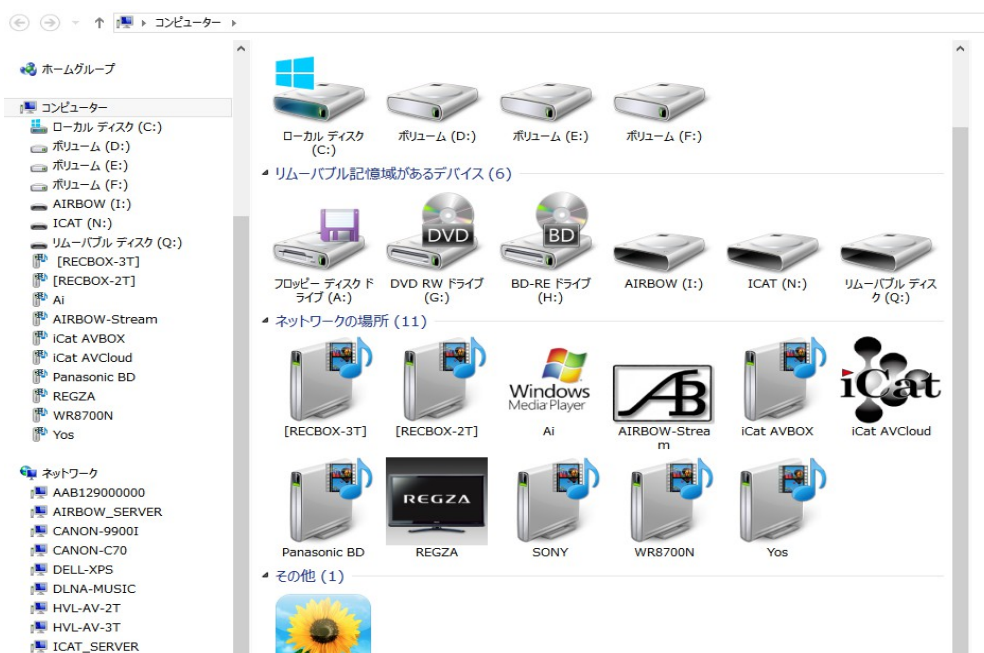 コンピューター
ホームグループ
コンピューター
ローカル ディスク (C:)
ボリューム (D:)
ボリューム (E:)
ボリューム (F:)
AIRBOW (I:)
ICAT (N:)
リムーバブル ディスク (Q:)
[RECBOX-3T]
[RECBOX-2T]
Ai
AIRBOW-Stream
iCat AVBOX
iCat AVCloud
Panasonic BD
REGZA
WR8700N
Yos
ネットワーク
AAB129000000
AIRBOW_SERVER
CANON-9900I
CANON-C70
DELL-XPS
DLNA-MUSIC
HVL-AV-2T
HVL-AV-3T
ICAT_SERVER
ローカル ディスク
(C:)
ボリューム (D:)
ボリューム (E:)
ボリューム (F:)
リムーバブル記憶域があるデバイス (6)
DVD
BD
フロッピー ディスク ド
ライブ (A:)
DVD RW ドライブ
(G:)
BD-RE ドライブ
(H:)
AIRBOW (I:)
ICAT (N:)
リムーバブル ディス
ク (Q:)
ネットワークの場所 (11)
Windows
Media Player
AB
iCat
[RECBOX-3T]
[RECBOX-2T]
Ai
AIRBOW-Strea
m
iCat AVBOX
iCat AVCloud
REGZA
Panasonic BD
REGZA
SONY
WR8700N
Yos
その他 (1)